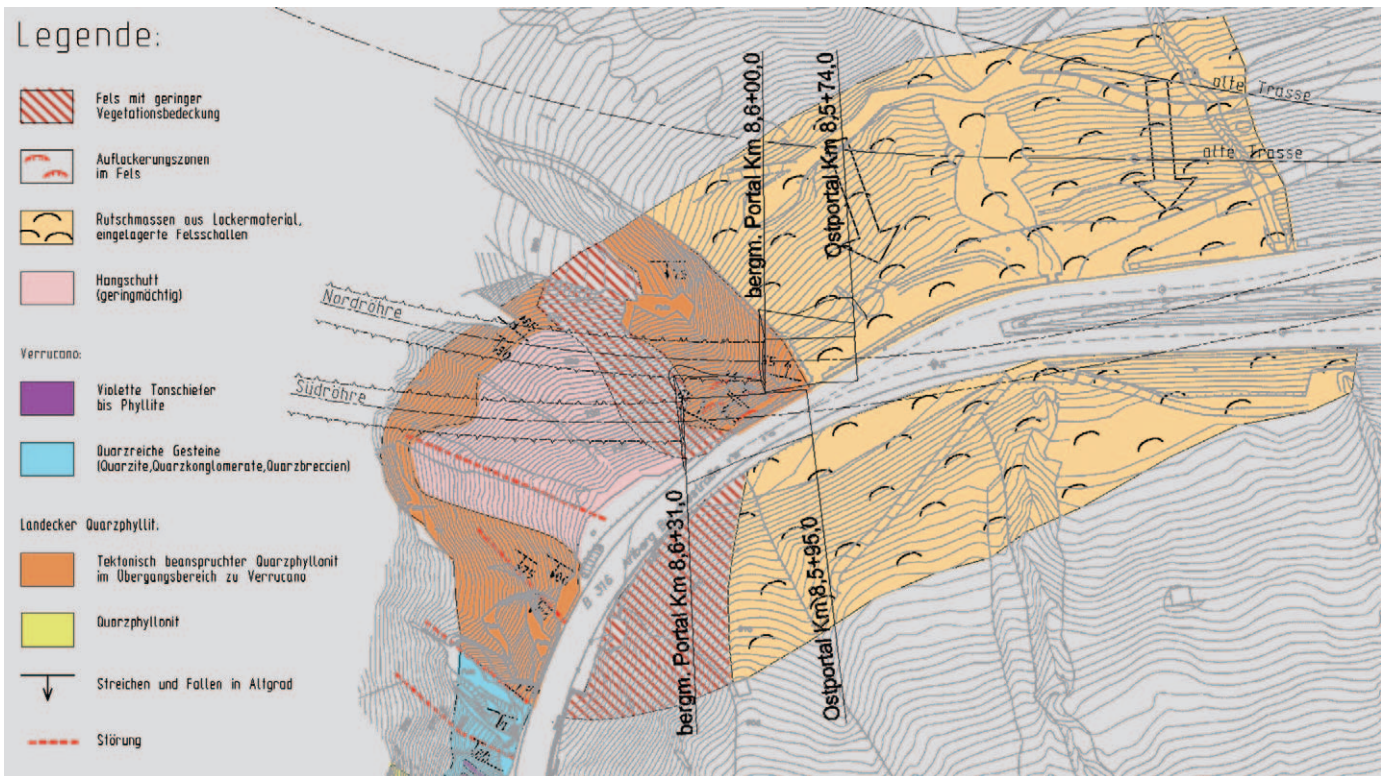 Legende:
Fels mit geringer
Vegetationsbedeckung
Auflockerungszonen
im Fels
Rutschmassen aus Lockermaterial,
eingelagerte Felsschollen
Hangschutt
(geringmächtig)
Verrucano:
Violette Tonschiefer
bis Phyllite
Quarzreiche Gesteine
(Quarzite,Quarzkonglomerate,Quarzbreccien)
Landecker Quarzphyllit:
Tektonisch beanspruchter Quarzphyllonit
im Übergangsbereich zu Verrucano
Quarzphyllonit
Streichen und Fallen in Altgrad
Störung
bergm. Portal Km 8,6+00,0
Ostportal Km 8,5+74,0
alte Trasse
alte Trasse
Nordröhre
Südröhre
B 316 Arlberg
bergm. Portal Km 8,6+31,0
Ostportal Km 8,5+95,0